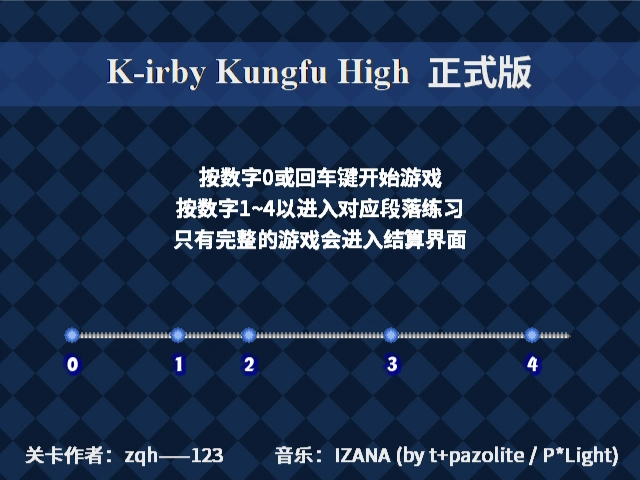 K-irby Kungfu High 正式版
按数字0或回车键开始游戏
按数字1~4以进入对应段落练习
只有完整的游戏会进入结算界面
0 1 2 3 4
关卡作者：zqh——123 音乐：IZANA (by t+pazolite / P*Light)